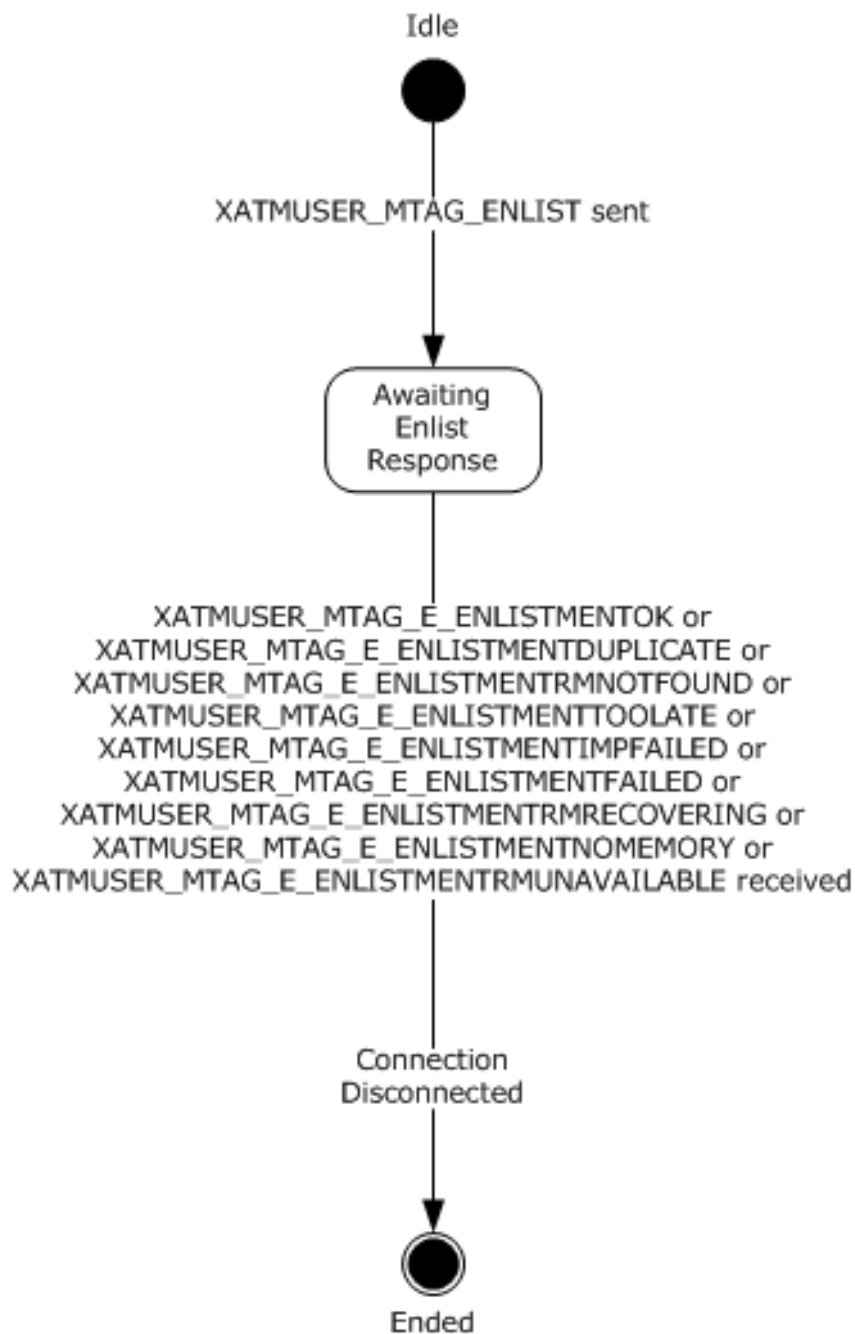 Idle
XATMUSER_MTAG_ENLIST sent
Awaiting
Enlist
Response
XATMUSER_MTAG_E_ENLISTMENTOK or
XATMUSER_MTAG_E_ENLISTMENTDUPLICATE or
XATMUSER_MTAG_E_ENLISTMENTRMNOTFOUND or
XATMUSER_MTAG_E_ENLISTMENTTOOLATE or
XATMUSER_MTAG_E_ENLISTMENTIMPFAILED or
XATMUSER_MTAG_E_ENLISTMENTFAILED or
XATMUSER_MTAG_E_ENLISTMENTRMRECOVERING or
XATMUSER_MTAG_E_ENLISTMENTNOMEMORY or
XATMUSER_MTAG_E_ENLISTMENTRMUNAVAILABLE received
Connection
Disconnected
Ended